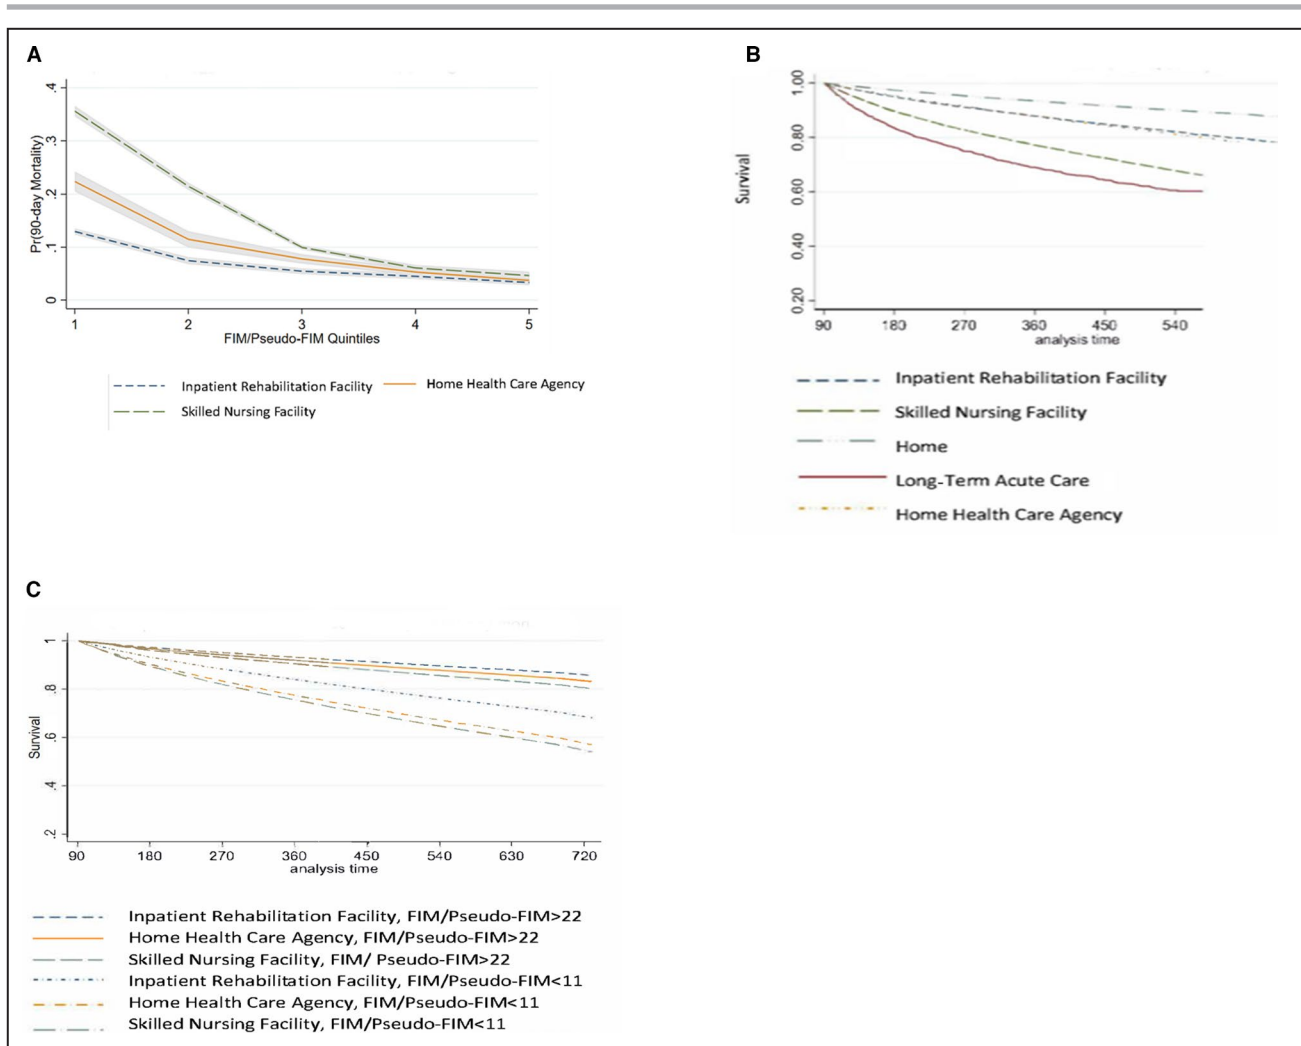 A
.4
.3
.2
.1
0
Pr(90-day Mortality)
1 2 3 4 5
FIM/Pseudo-FIM Quintiles
Inpatient Rehabilitation Facility
Home Health Care Agency
Skilled Nursing Facility
B
1.00
0.80
0.60
0.40
0.20
Survival
90 180 270 360 450 540
analysis time
Inpatient Rehabilitation Facility
Skilled Nursing Facility
Home
Long-Term Acute Care
Home Health Care Agency
C
1
.8
.6
.4
.2
Survival
90 180 270 360 450 540 630 720
analysis time
Inpatient Rehabilitation Facility, FIM/Pseudo-FIM>22
Home Health Care Agency, FIM/Pseudo-FIM>22
Skilled Nursing Facility, FIM/ Pseudo-FIM>22
Inpatient Rehabilitation Facility, FIM/Pseudo-FIM<11
Home Health Care Agency, FIM/Pseudo-FIM<11
Skilled Nursing Facility, FIM/Pseudo-FIM<11